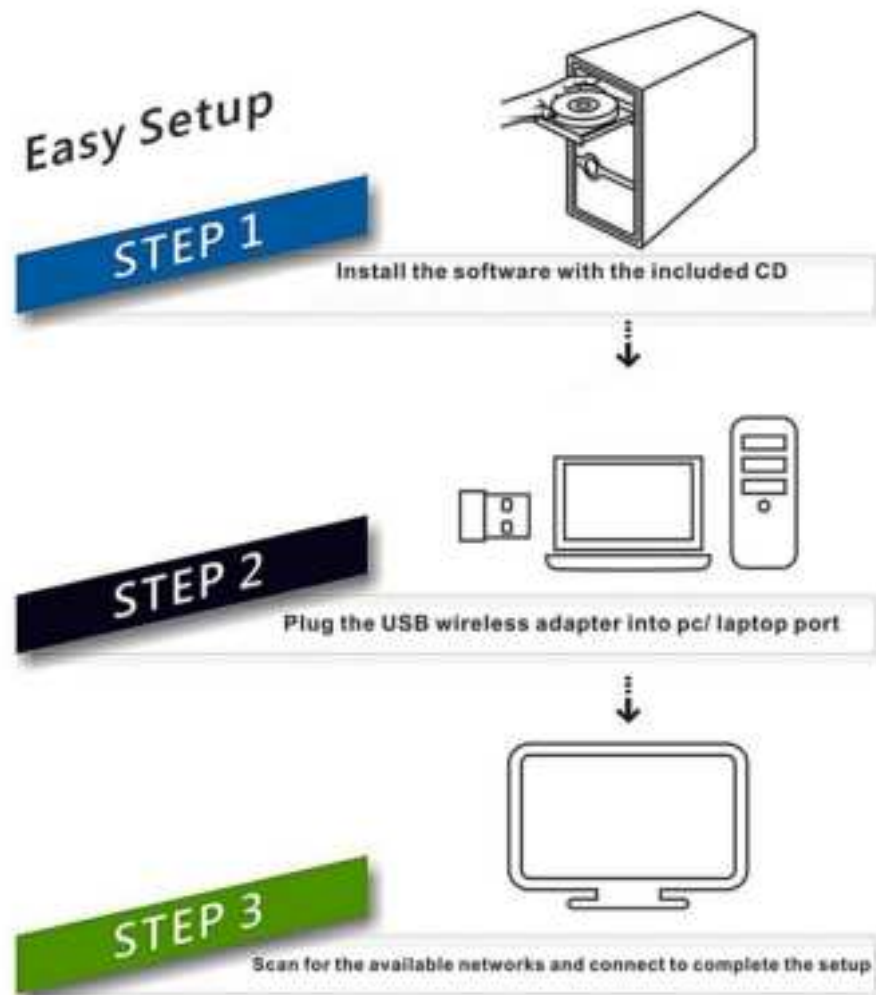 Easy Setup
STEP 1
Install the software with the included CD
STEP 2
Plug the USB wireless adapter into pc/ laptop port
STEP 3
Scan for the available networks and connect to complete the setup